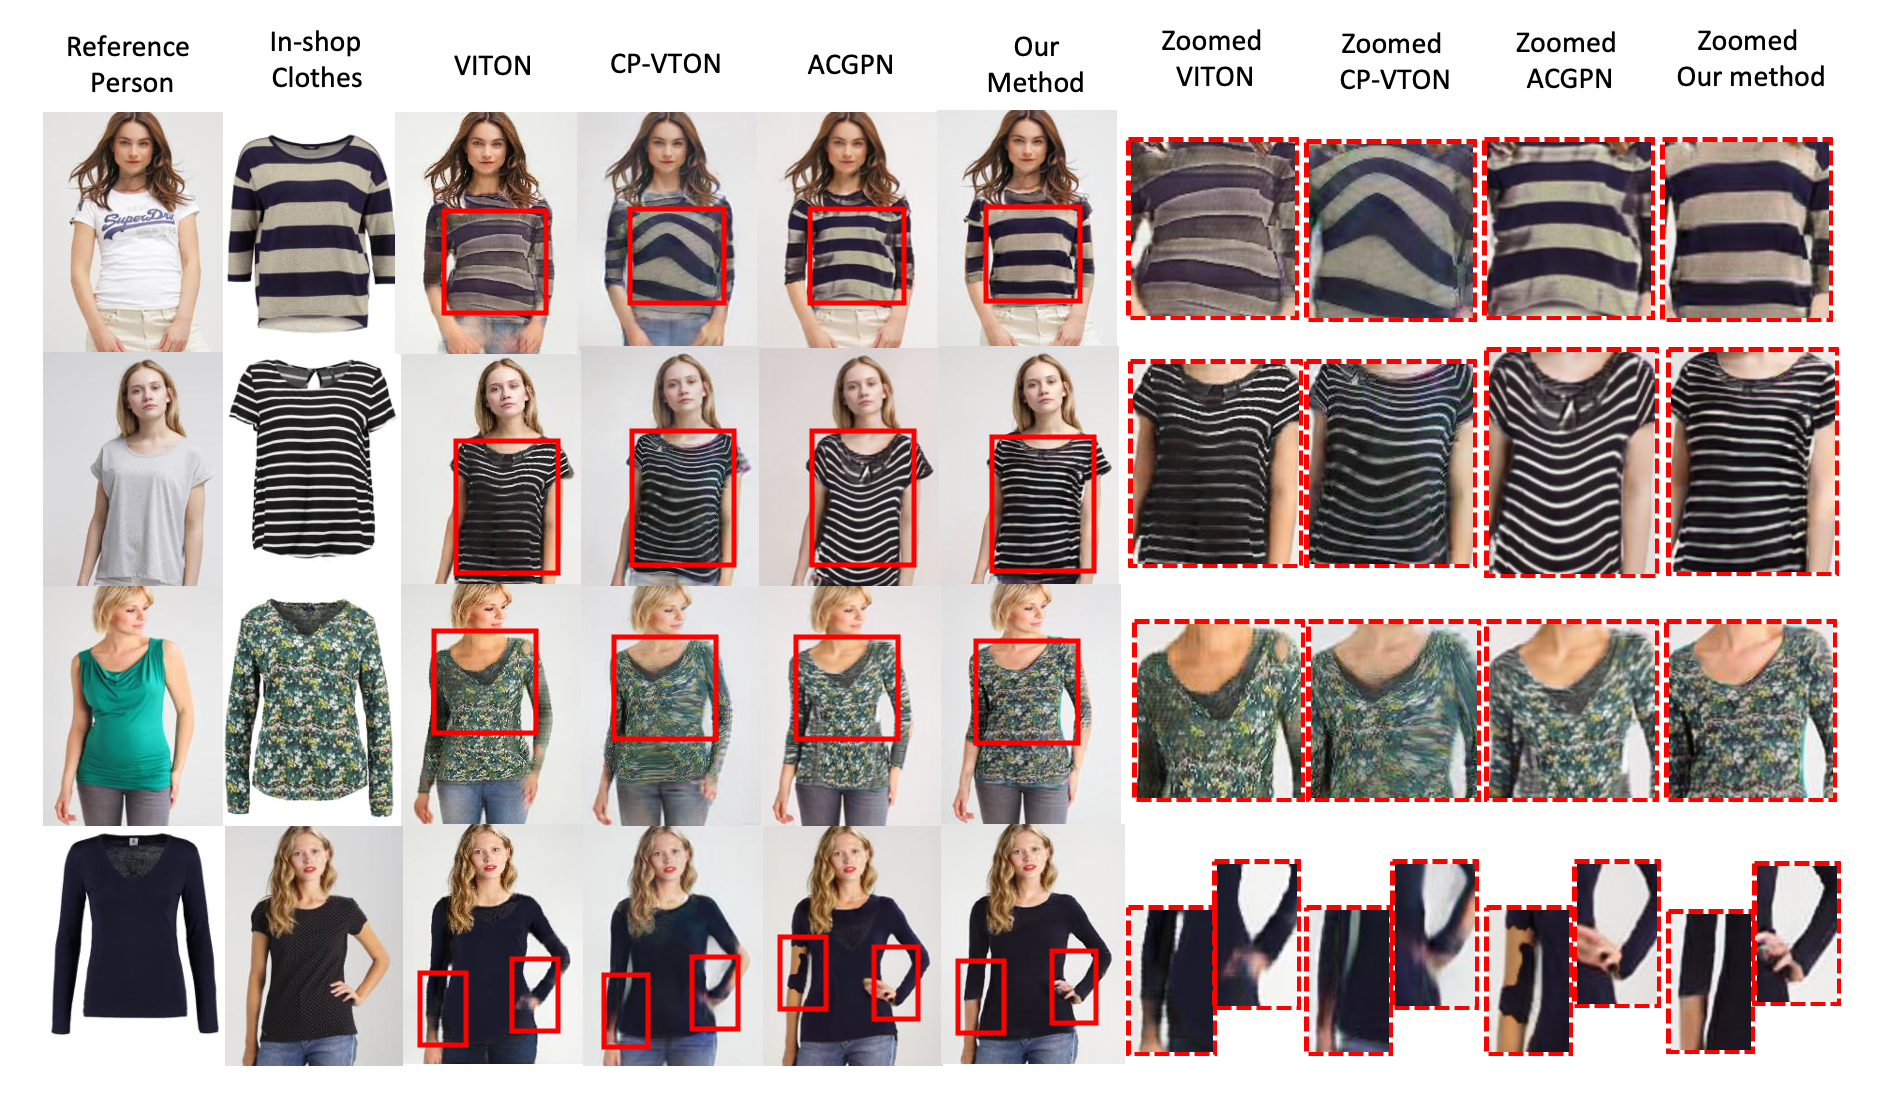 Reference
Person
In-shop
Clothes
VITON
CP-VTON
ACGPN
Our
Method
Zoomed
VITON
Zoomed
CP-VTON
Zoomed
ACGPN
Zoomed
Our method
SuperDry